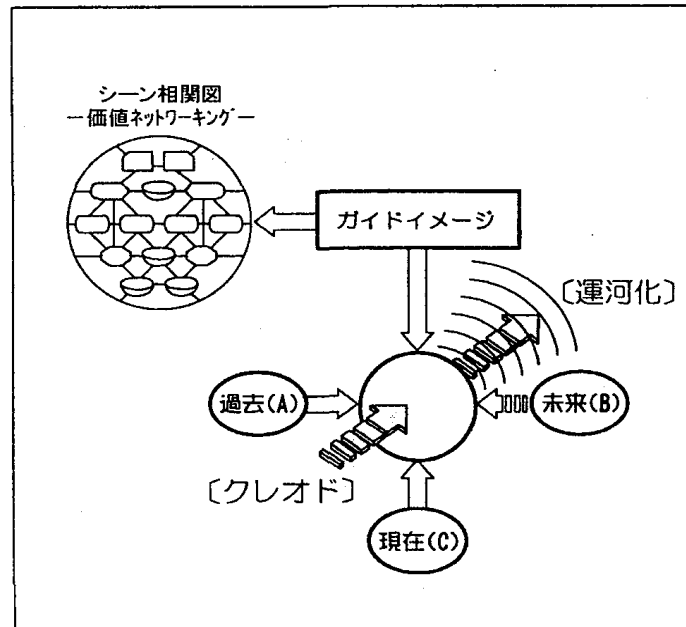 シーン相関図
ー価値ネットワーキングー
ガイドイメージ
〔運河化〕
過去(A)
未来(B)
〔クレオド〕
現在(C)